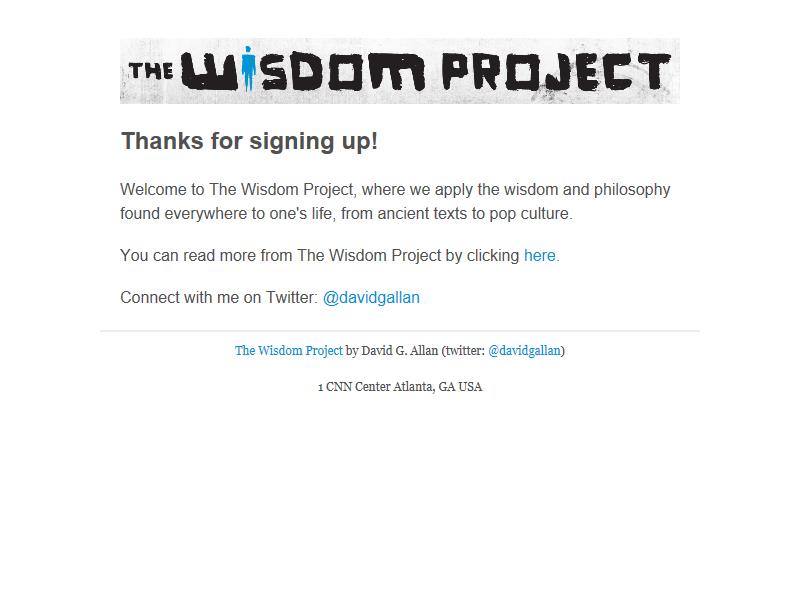 THE WISDOM PROJECT
Thanks for signing up!
Welcome to The Wisdom Project, where we apply the wisdom and philosophy
found everywhere to one's life, from ancient texts to pop culture.
You can read more from The Wisdom Project by clicking here.
Connect with me on Twitter: @davidgallan
The Wisdom Project by David G. Allan (twitter: @davidgallan)
1 CNN Center Atlanta, GA USA